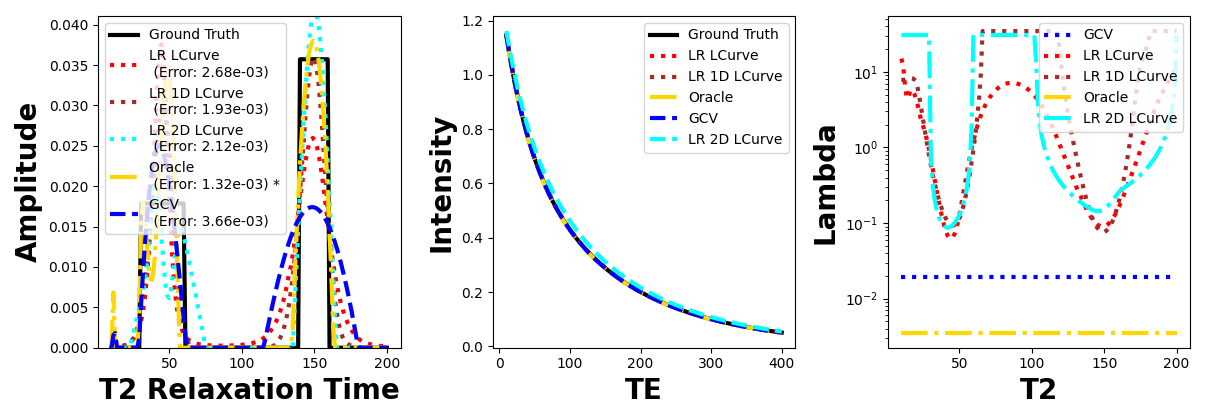 0.040
0.035
0.030
0.025
0.020
0.015
0.010
0.005
0.000
Amplitude
Ground Truth
LR LCurve
(Error: 2.68e-03)
LR 1D LCurve
(Error: 1.93e-03)
LR 2D LCurve
(Error: 2.12e-03)
Oracle
(Error: 1.32e-03) *
GCV
(Error: 3.66e-03)
50 100 150 200
T2 Relaxation Time
1.2
1.0
0.8
0.6
0.4
0.2
0.0
Intensity
Ground Truth
LR LCurve
LR 1D LCurve
Oracle
GCV
LR 2D LCurve
0 100 200 300 400
TE
10¹
10⁰
10⁻¹
10⁻²
Lambda
GCV
LR LCurve
LR 1D LCurve
Oracle
LR 2D LCurve
50 100 150 200
T2